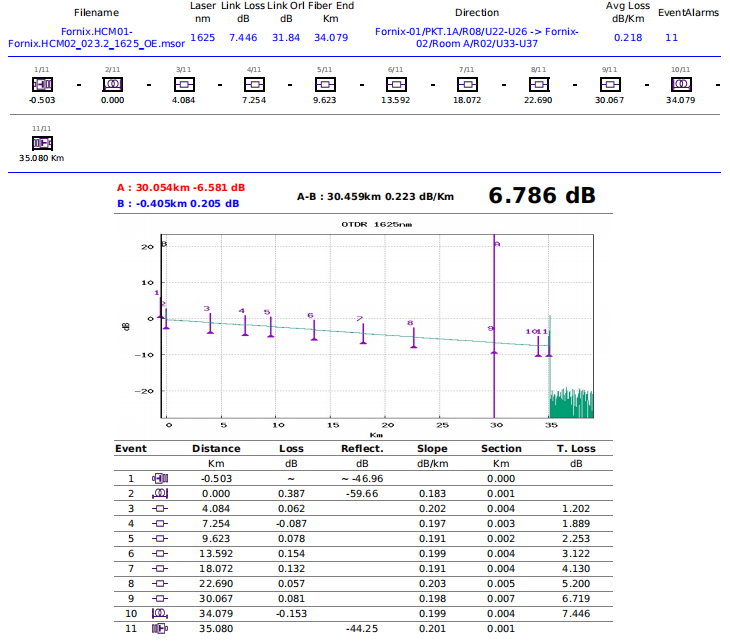 Filename
Laser nm
Link Loss dB
Link Orl dB
Fiber End Km
Direction
Avg Loss dB/Km
Event
Alarms
Fornix.HCM01-
Fornix.HCM02_023.2_1625_OE.msor
1625
7.446
31.84
34.079
Fornix-01/PKT.1A/R08/U22-U26 -> Fornix-
02/Room A/R02/U33-U37
0.218
11
1/11 2/11 3/11 4/11 5/11 6/11 7/11 8/11 9/11 10/11
- - - - - - - - - -
-0.503 0.000 4.084 7.254 9.623 13.592 18.072 22.690 30.067 34.079
11/11
35.080 Km
A : 30.054km -6.581 dB
B : -0.405km 0.205 dB
A-B : 30.459km 0.223 dB/Km
6.786 dB
OTDR 1625nm
20
10
0
-10
-20
dB
B
A
1 2 3 4 5 6 7 8 9 10 11
0 5 10 15 20 25 30 35
Km
Event Distance Loss Reflect. Slope Section T. Loss
Km dB dB dB/km Km dB
1 -0.503 ~ ~ -46.96 0.000
2 0.000 0.387 -59.66 0.183 0.001
3 4.084 0.062 0.202 0.004 1.202
4 7.254 -0.087 0.197 0.003 1.889
5 9.623 0.078 0.191 0.002 2.253
6 13.592 0.154 0.199 0.004 3.122
7 18.072 0.132 0.191 0.004 4.130
8 22.690 0.057 0.203 0.005 5.200
9 30.067 0.081 0.198 0.007 6.719
10 34.079 -0.153 0.199 0.004 7.446
11 35.080 -44.25 0.201 0.001